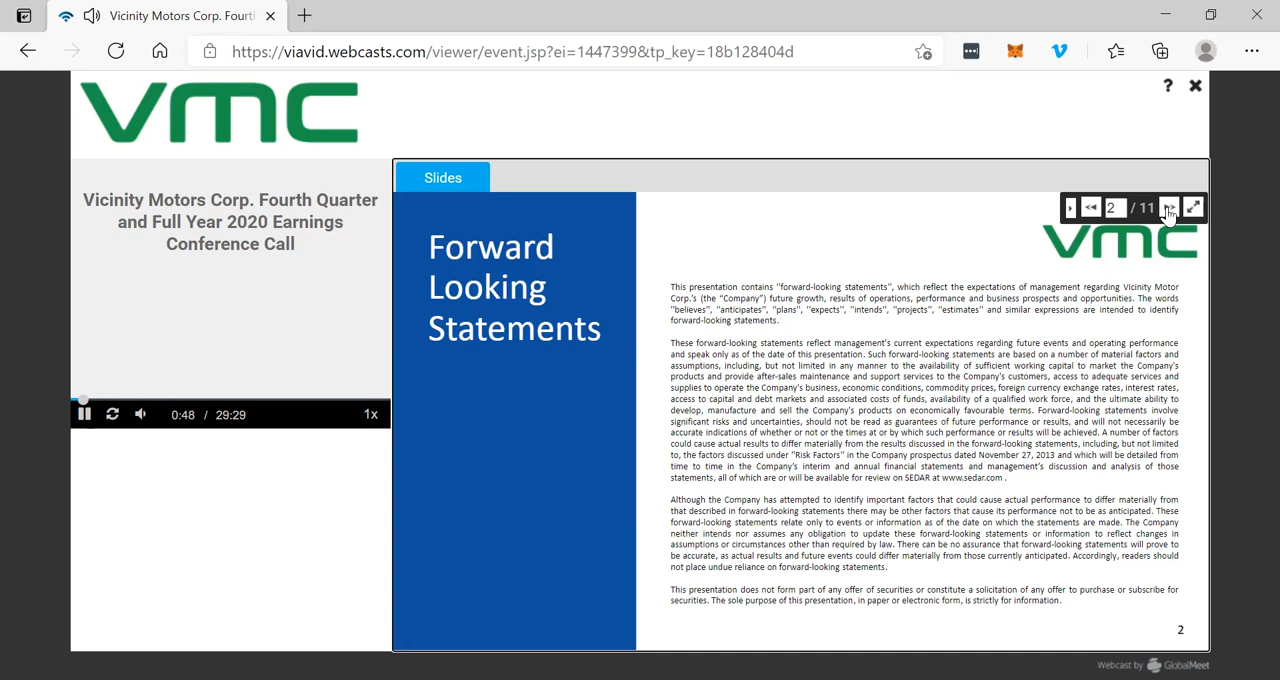 Vicinity Motors Corp. Fourth
https://viavid.webcasts.com/viewer/event.jsp?ei=1447399&tp_key=18b128404d
VMC
? ×
Slides
Vicinity Motors Corp. Fourth Quarter
and Full Year 2020 Earnings
Conference Call
0:48 / 29:29
1x
2 / 11
VMC
Forward
Looking
Statements
This presentation contains "forward-looking statements", which reflect the expectations of management regarding Vicinity Motor
Corp.'s (the “Company”) future growth, results of operations, performance and business prospects and opportunities. The words
"believes", "anticipates", "plans", "expects", "intends", "projects", "estimates" and similar expressions are intended to identify
forward-looking statements.
These forward-looking statements reflect management's current expectations regarding future events and operating performance
and speak only as of the date of this presentation. Such forward-looking statements are based on a number of material factors and
assumptions, including, but not limited in any manner to the availability of sufficient working capital to market the Company's
products and provide after-sales maintenance and support services to the Company's customers, access to adequate services and
supplies to operate the Company's business, economic conditions, commodity prices, foreign currency exchange rates, interest rates,
access to capital and debt markets and associated costs of funds, availability of a qualified work force, and the ultimate ability to
develop, manufacture and sell the Company's products on economically favourable terms. Forward-looking statements involve
significant risks and uncertainties, should not be read as guarantees of future performance or results, and will not necessarily be
accurate indications of whether or not or the times at or by which such performance or results will be achieved. A number of factors
could cause actual results to differ materially from the results discussed in the forward-looking statements, including, but not limited
to, the factors discussed under "Risk Factors" in the Company prospectus dated November 27, 2013 and which will be detailed from
time to time in the Company's interim and annual financial statements and management's discussion and analysis of those
statements, all of which are or will be available for review on SEDAR at www.sedar.com .
Although the Company has attempted to identify important factors that could cause actual performance to differ materially from
that described in forward-looking statements there may be other factors that cause its performance not to be as anticipated. These
forward-looking statements relate only to events or information as of the date on which the statements are made. The Company
neither intends nor assumes any obligation to update these forward-looking statements or information to reflect changes in
assumptions or circumstances other than required by law. There can be no assurance that forward-looking statements will prove to
be accurate, as actual results and future events could differ materially from those currently anticipated. Accordingly, readers should
not place undue reliance on forward-looking statements.
This presentation does not form part of any offer of securities or constitute a solicitation of any offer to purchase or subscribe for
securities. The sole purpose of this presentation, in paper or electronic form, is strictly for information.
2
Webcast by GlobalMeet